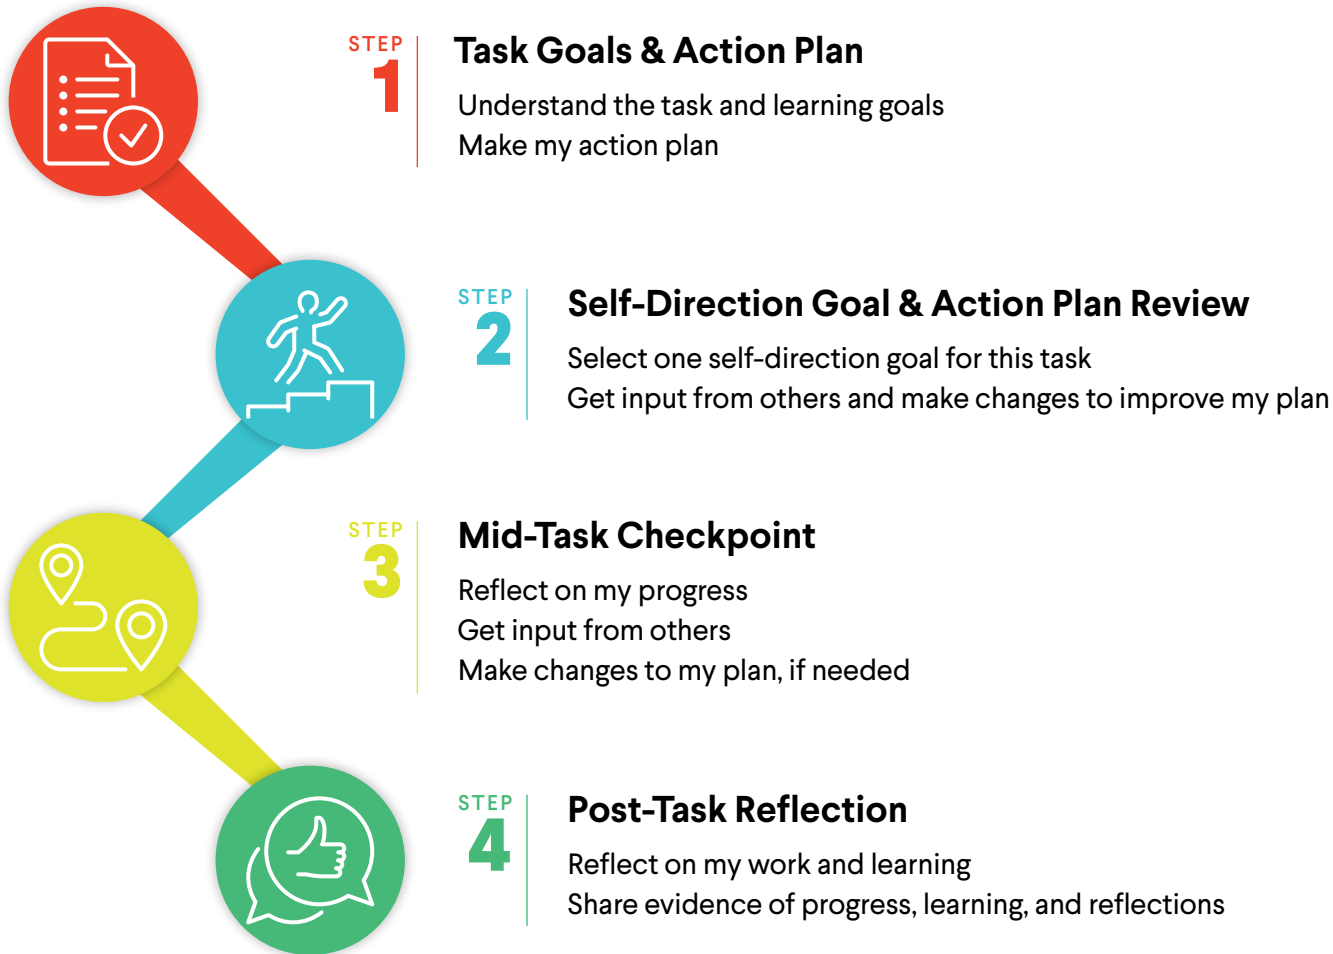 STEP
1
Task Goals & Action Plan
Understand the task and learning goals
Make my action plan
STEP
2
Self-Direction Goal & Action Plan Review
Select one self-direction goal for this task
Get input from others and make changes to improve my plan
STEP
3
Mid-Task Checkpoint
Reflect on my progress
Get input from others
Make changes to my plan, if needed
STEP
4
Post-Task Reflection
Reflect on my work and learning
Share evidence of progress, learning, and reflections